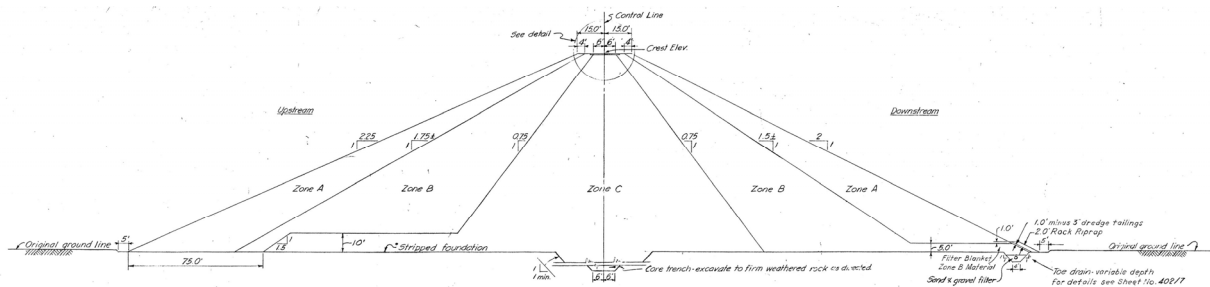 Control Line
15.0' 15.0'
See detail
4' 6' 6' 4'
Crest Elev.
Upstream
Downstream
2.25
1
1.75±
1
0.75
1
0.75
1
1.5±
1
2
1
Zone A
Zone B
Zone C
Zone B
Zone A
Original ground line
5'
1
1.5
10'
Stripped foundation
75.0'
1
1 min.
6' 6'
Core trench-excavate to firm weathered rock as directed
1.0'
5.0'
1.0' minus 3" dredge tailings
2.0' Rock Riprap
5'
Original ground line
Filter Blanket
Zone B Material
Sand & gravel filter
Toe drain-variable depth
For details see Sheet No. 402/7